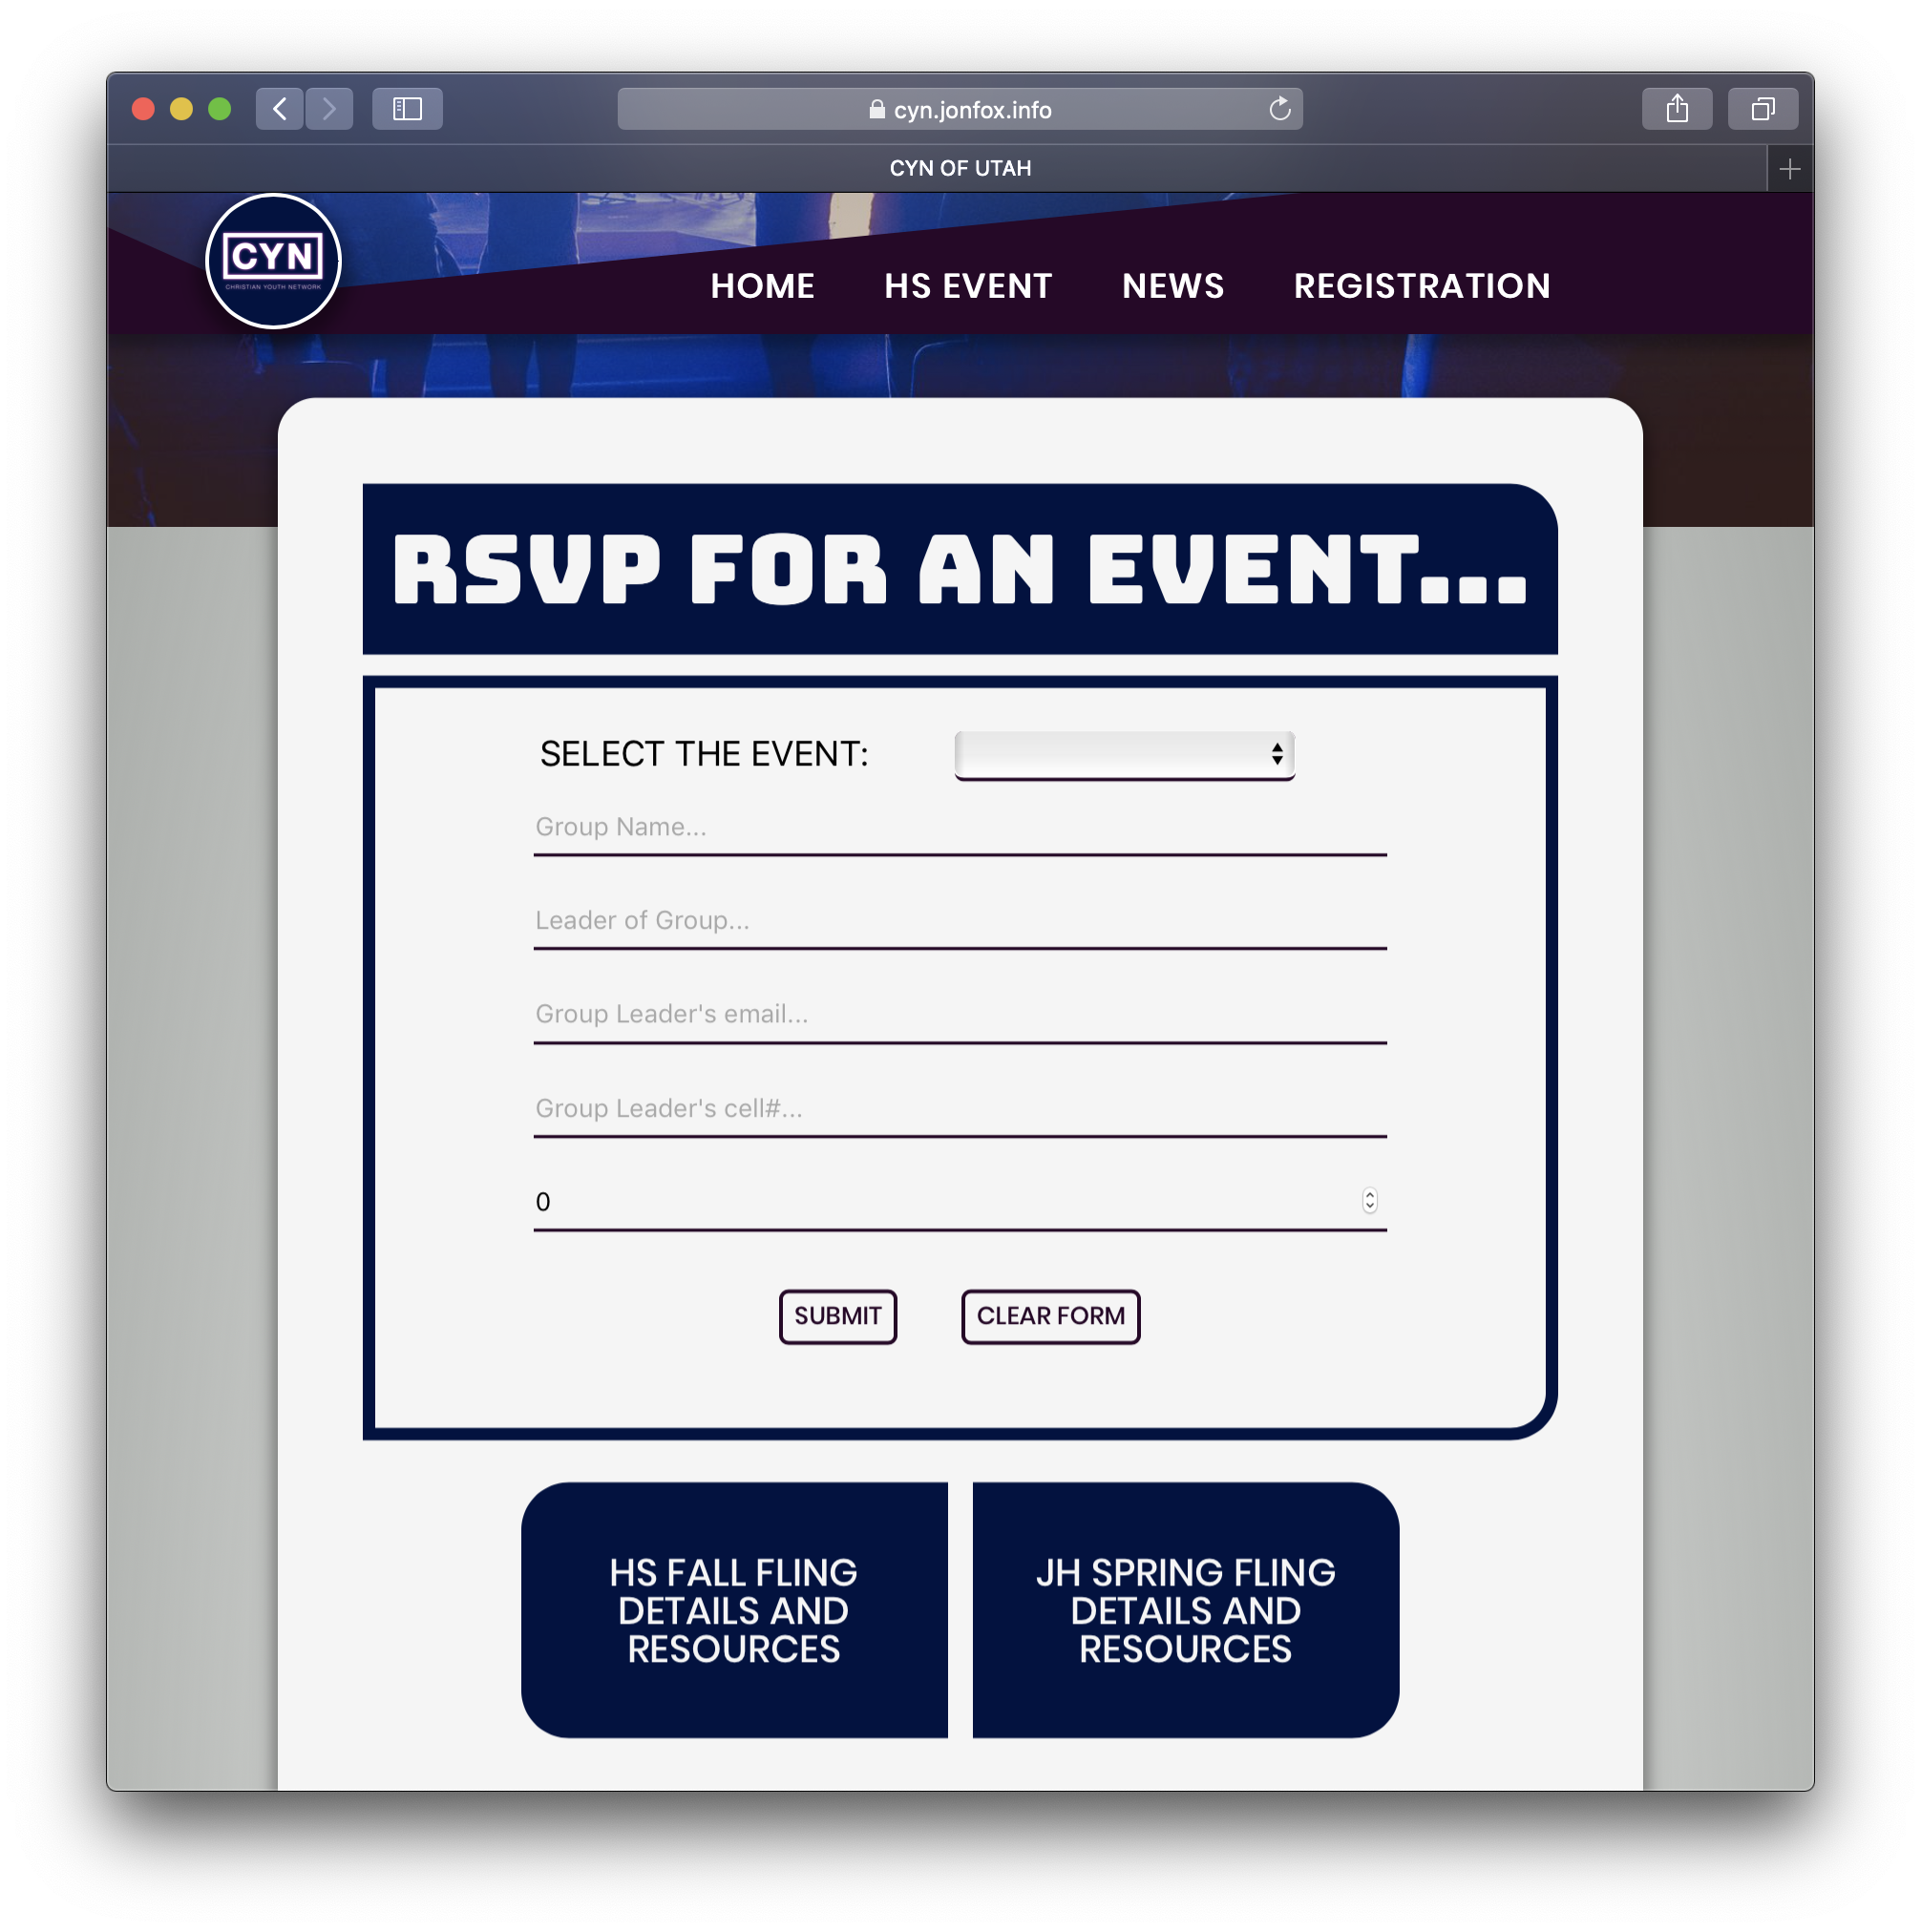 cyn.jonfox.info
CYN OF UTAH
CYN
CHRISTIAN YOUTH NETWORK
HOME HS EVENT NEWS REGISTRATION
RSVP FOR AN EVENT...
SELECT THE EVENT:
Group Name...
Leader of Group...
Group Leader's email...
Group Leader's cell#...
0
SUBMIT CLEAR FORM
HS FALL FLING
DETAILS AND
RESOURCES
JH SPRING FLING
DETAILS AND
RESOURCES